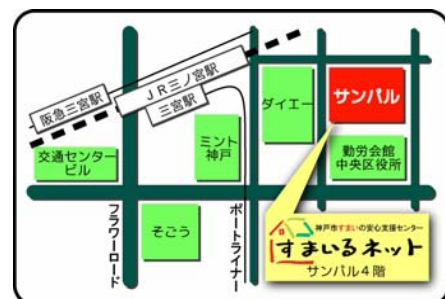 阪急三宮駅
JR三ノ宮駅
三宮駅
交通センター
ビル
ミント
神戸
ダイエー
サンパル
勤労会館
中央区役所
フラワーロード
そごう
ポートライナー
神戸市すまいの安心支援センター
すまいるネット
サンパル4階